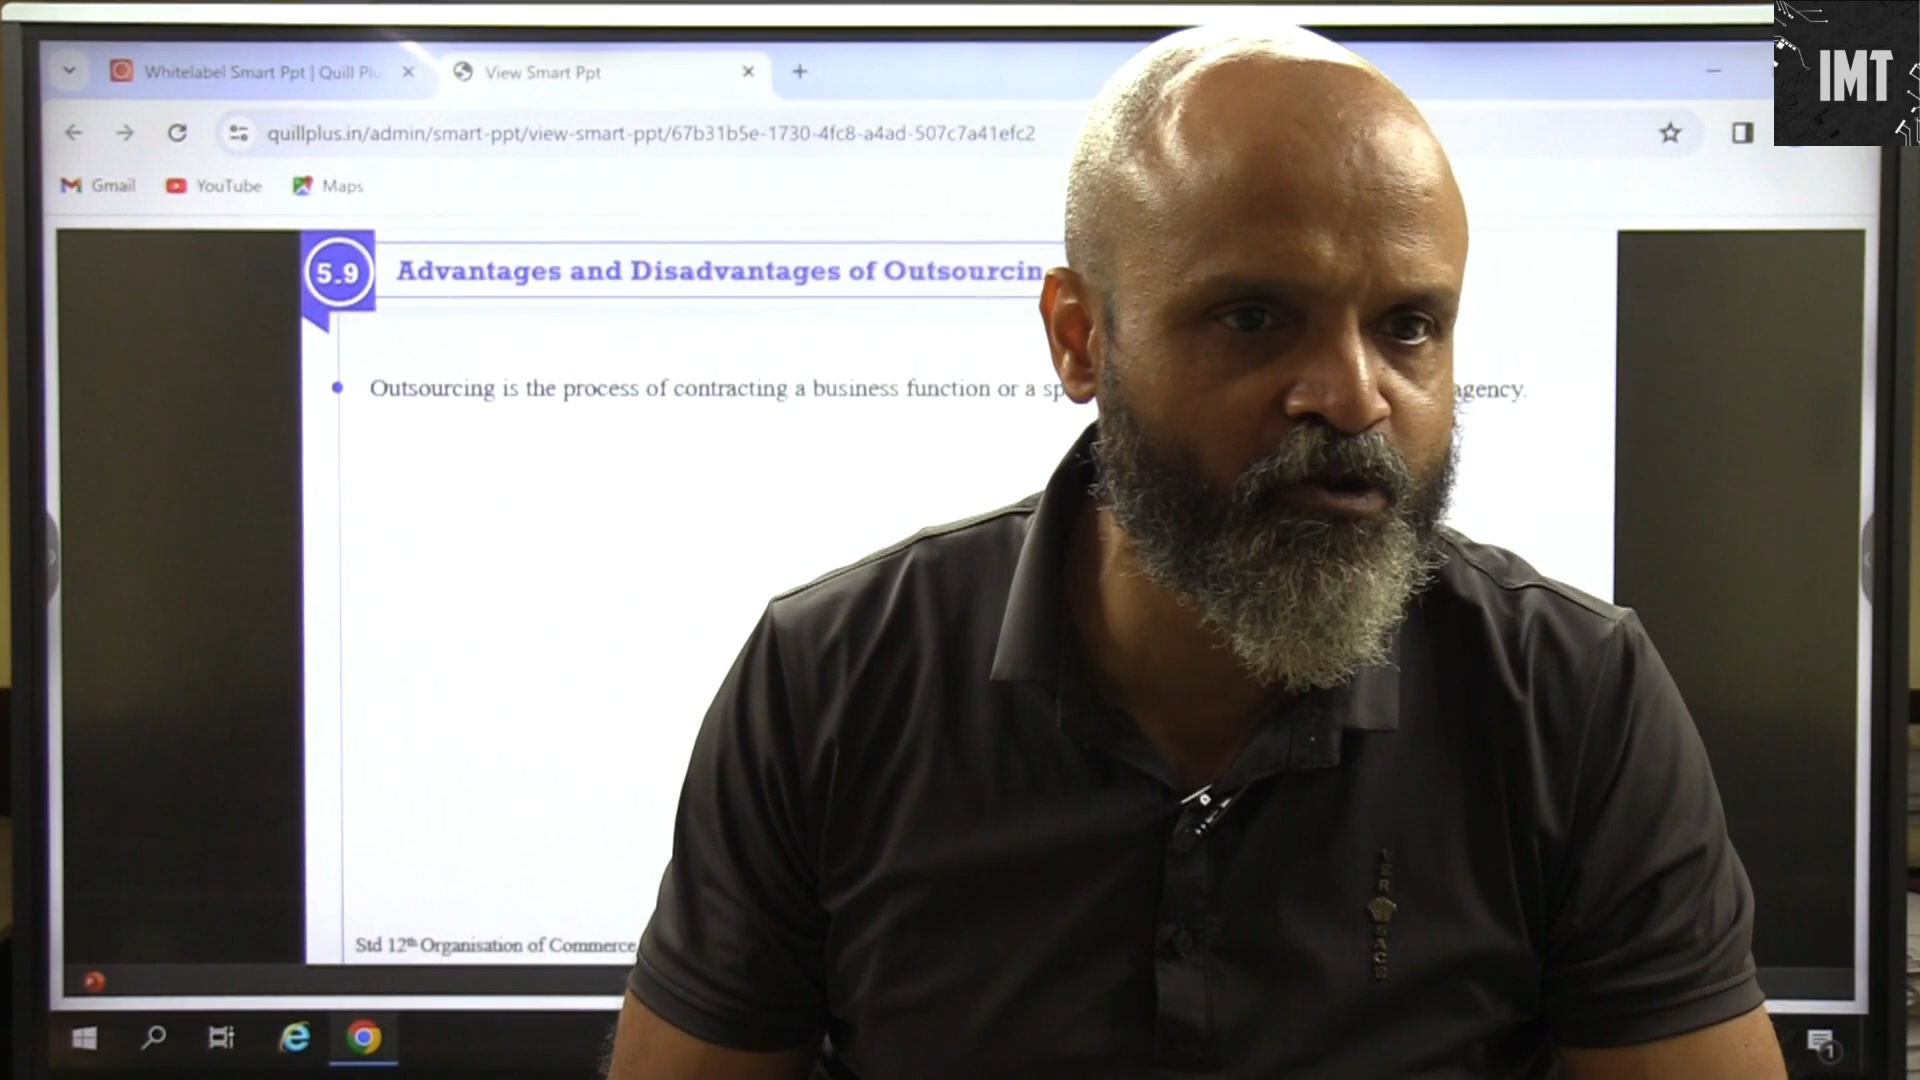 IMT
Whitelabel Smart Ppt | Quill Plu
View Smart Ppt
quillplus.in/admin/smart-ppt/view-smart-ppt/67b31b5e-1730-4fc8-a4ad-507c7a41efc2
Gmail YouTube Maps
5.9 Advantages and Disadvantages of Outsourcin
Outsourcing is the process of contracting a business function or a sp agency.
VERSACE
Std 12th Organisation of Commerce
1